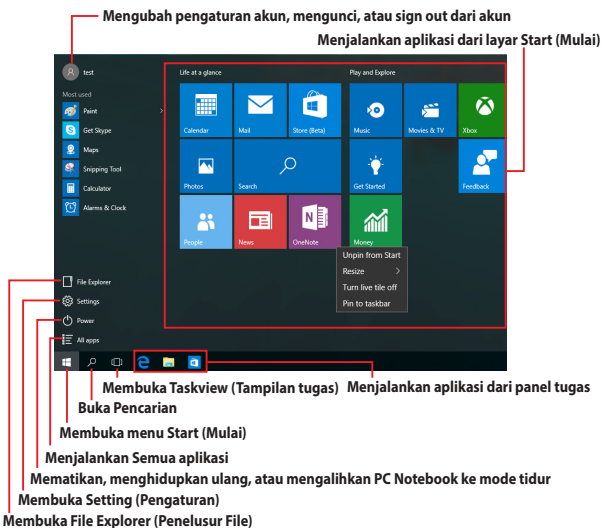 Mengubah pengaturan akun, mengunci, atau sign out dari akun
Menjalankan aplikasi dari layar Start (Mulai)
test
Life at a glance
Play and Explore
Most used
Paint
Get Skype
Maps
Snipping Tool
Calculator
Alarms & Clock
Calendar
Mail
Store (Beta)
Music
Movies & TV
Xbox
Photos
Search
Get Started
Feedback
People
News
OneNote
Money
Unpin from Start
Resize
Turn live tile off
Pin to taskbar
File Explorer
Settings
Power
All apps
Membuka Taskview (Tampilan tugas)
Menjalankan aplikasi dari panel tugas
Buka Pencarian
Membuka menu Start (Mulai)
Menjalankan Semua aplikasi
Mematikan, menghidupkan ulang, atau mengalihkan PC Notebook ke mode tidur
Membuka Setting (Pengaturan)
Membuka File Explorer (Penelusur File)